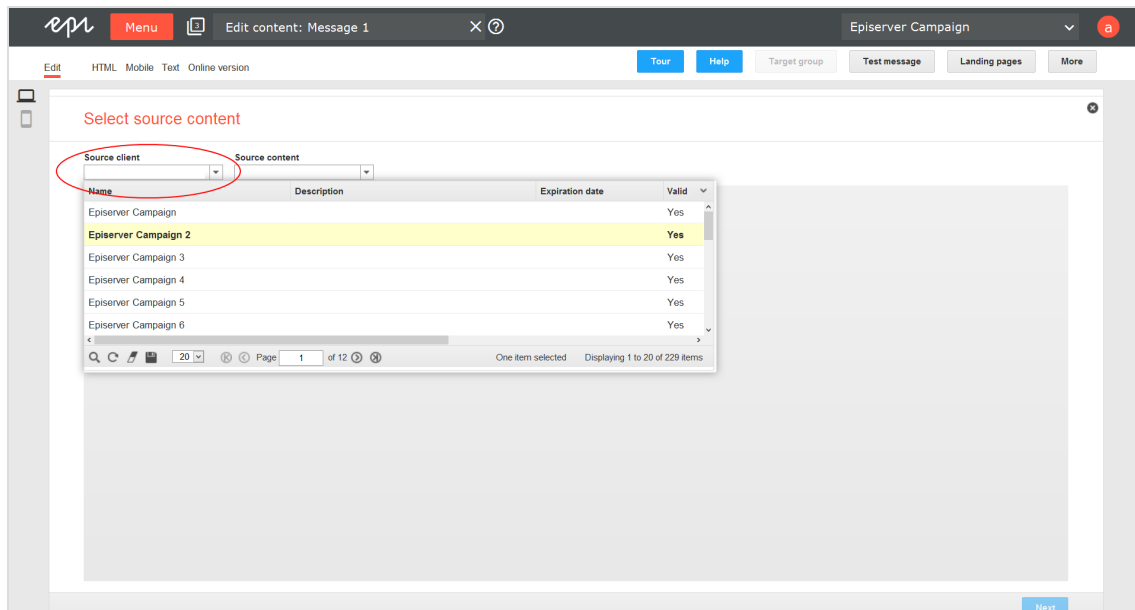 epi Menu 3 Edit content: Message 1 Episerver Campaign a
Edit HTML Mobile Text Online version Tour Help Target group Test message Landing pages More
Select source content
Source client Source content
Name Description Expiration date Valid
Episerver Campaign Yes
Episerver Campaign 2 Yes
Episerver Campaign 3 Yes
Episerver Campaign 4 Yes
Episerver Campaign 5 Yes
Episerver Campaign 6 Yes
20 Page 1 of 12 One item selected Displaying 1 to 20 of 229 items
Next